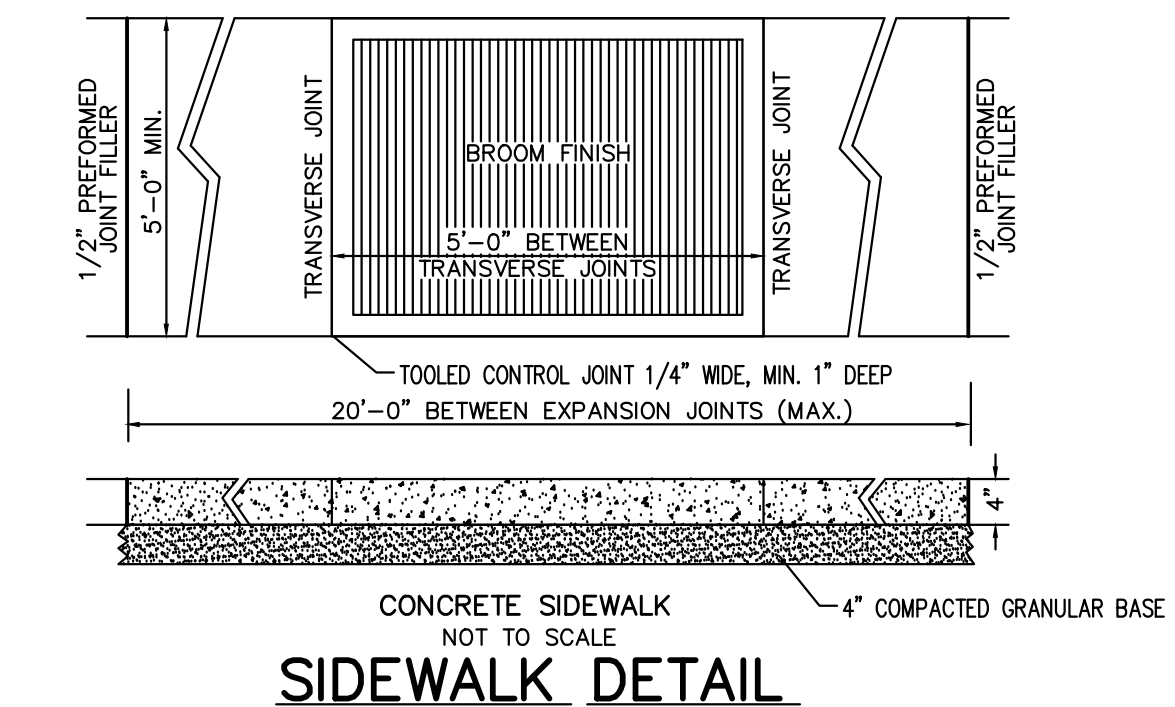 1/2" PREFORMED
JOINT FILLER
5'-0" MIN.
TRANSVERSE JOINT
BROOM FINISH
5'-0" BETWEEN
TRANSVERSE JOINTS
TRANSVERSE JOINT
1/2" PREFORMED
JOINT FILLER
TOOLED CONTROL JOINT 1/4" WIDE, MIN. 1" DEEP
20'-0" BETWEEN EXPANSION JOINTS (MAX.)
4"
4" COMPACTED GRANULAR BASE
CONCRETE SIDEWALK
NOT TO SCALE
SIDEWALK DETAIL